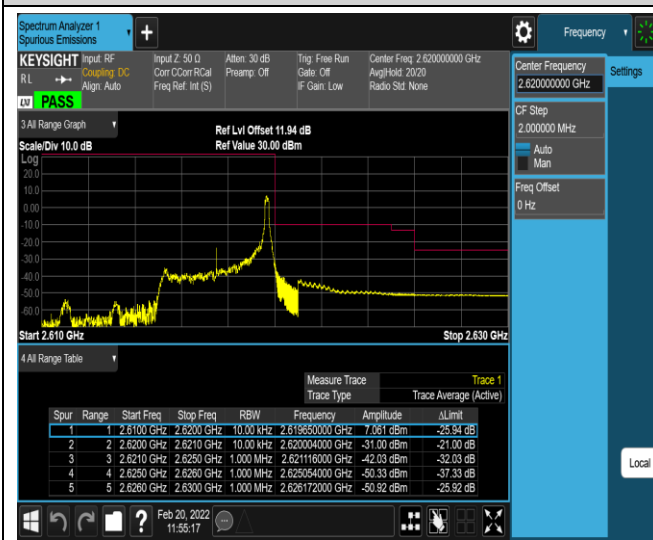 Spectrum Analyzer 1
Spurious Emissions
Frequency
KEYSIGHT
Input: RF
Coupling: DC
Align: Auto
Input Z: 50 Ω
Corr CCorr RCal
Freq Ref: Int (S)
Atten: 30 dB
Preamp: Off
Trig: Free Run
Gate: Off
IF Gain: Low
Center Freq: 2.620000000 GHz
Avg|Hold: 20/20
Radio Std: None
RL
LXI
PASS
Center Frequency
2.620000000 GHz
Settings
CF Step
2.000000 MHz
Auto
Man
Freq Offset
0 Hz
3 All Range Graph
Ref Lvl Offset 11.94 dB
Scale/Div 10.0 dB
Ref Value 30.00 dBm
Log
20.0
10.0
0.00
-10.0
-20.0
-30.0
-40.0
-50.0
-60.0
Start 2.610 GHz
Stop 2.630 GHz
4 All Range Table
Measure Trace Trace 1
Trace Type Trace Average (Active)
Spur Range Start Freq Stop Freq RBW Frequency Amplitude ΔLimit
1 1 2.6100 GHz 2.6200 GHz 10.00 kHz 2.619650000 GHz 7.061 dBm -25.94 dB
2 2 2.6200 GHz 2.6210 GHz 10.00 kHz 2.620004000 GHz -31.00 dBm -21.00 dB
3 3 2.6210 GHz 2.6250 GHz 1.000 MHz 2.621116000 GHz -42.03 dBm -32.03 dB
4 4 2.6250 GHz 2.6260 GHz 1.000 MHz 2.625054000 GHz -50.33 dBm -37.33 dB
5 5 2.6260 GHz 2.6300 GHz 1.000 MHz 2.626172000 GHz -50.92 dBm -25.92 dB
Local
Feb 20, 2022
11:55:17